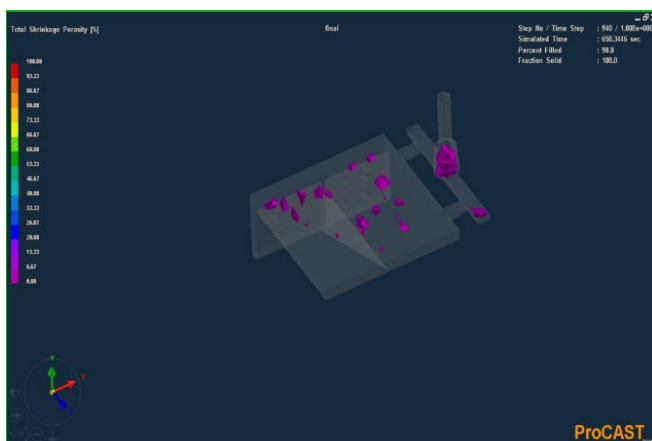 Total Shrinkage Porosity [%]
final
Step No / Time Step : 940 / 1.000e+000
Simulated Time : 650.3446 sec
Percent Filled : 98.0
Fraction Solid : 100.0
100.00
93.33
86.67
80.00
73.33
66.67
60.00
53.33
46.67
40.00
33.33
26.67
20.00
13.33
6.67
0.00
Y
X
ProCAST